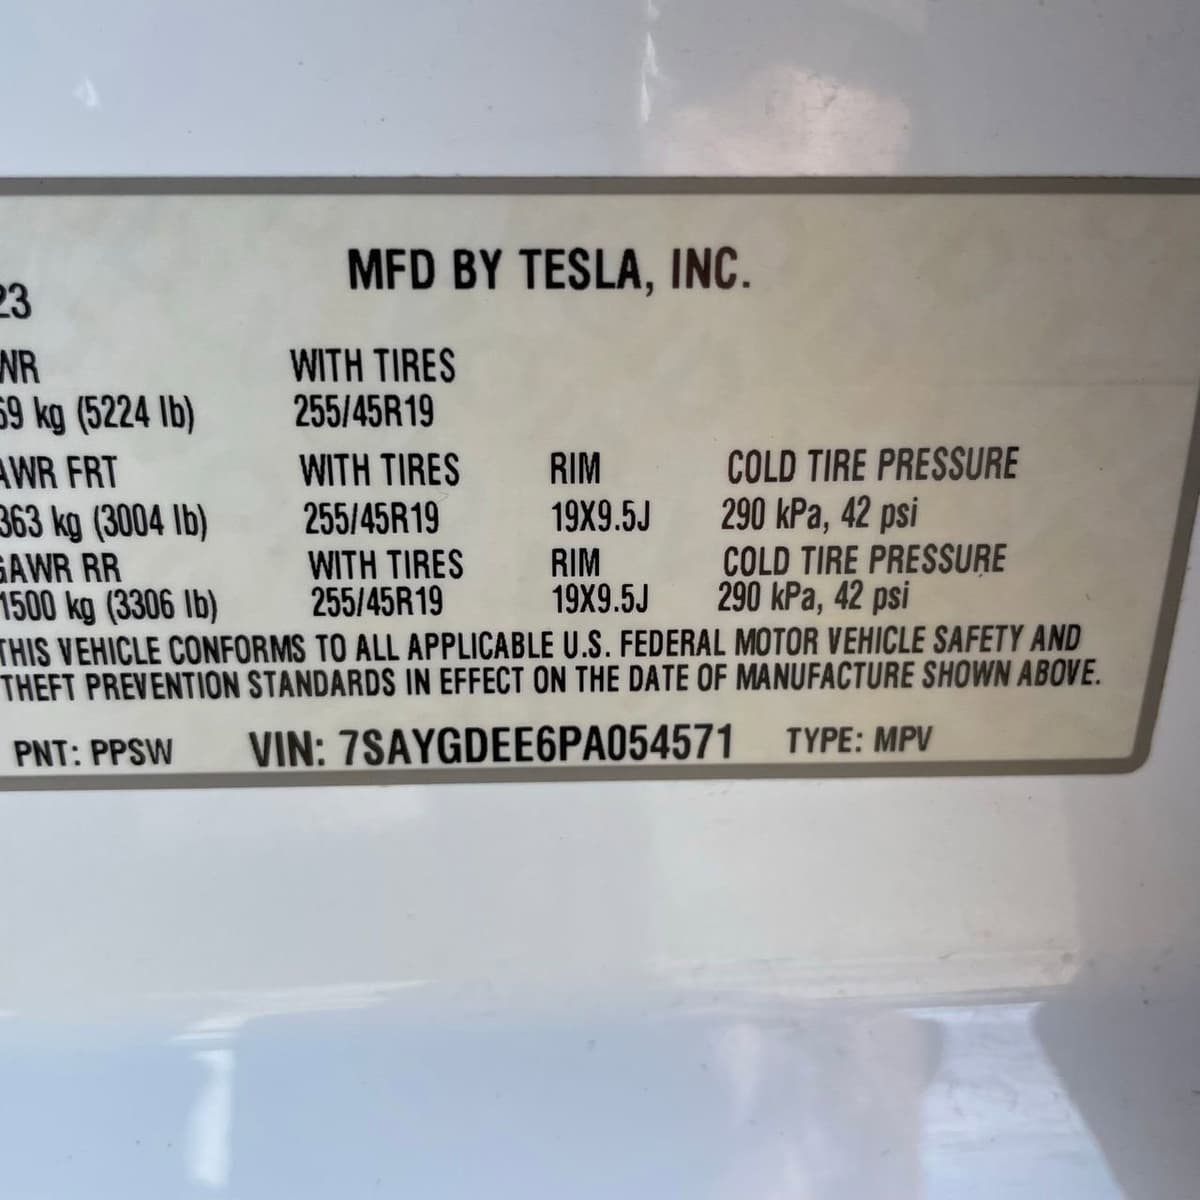 23
MFD BY TESLA, INC.
WR WITH TIRES
69 kg (5224 lb) 255/45R19
AWR FRT WITH TIRES RIM COLD TIRE PRESSURE
363 kg (3004 lb) 255/45R19 19X9.5J 290 kPa, 42 psi
GAWR RR WITH TIRES RIM COLD TIRE PRESSURE
1500 kg (3306 lb) 255/45R19 19X9.5J 290 kPa, 42 psi
THIS VEHICLE CONFORMS TO ALL APPLICABLE U.S. FEDERAL MOTOR VEHICLE SAFETY AND
THEFT PREVENTION STANDARDS IN EFFECT ON THE DATE OF MANUFACTURE SHOWN ABOVE.
PNT: PPSW VIN: 7SAYGDEE6PA054571 TYPE: MPV